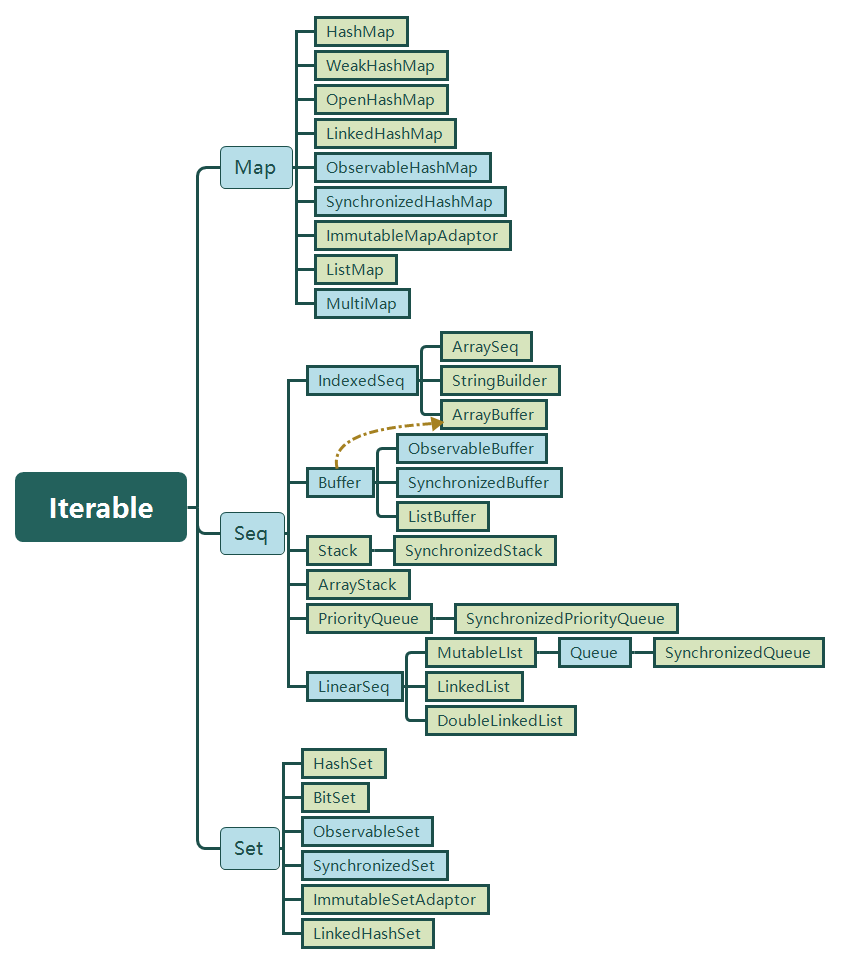 Iterable
Map
HashMap
WeakHashMap
OpenHashMap
LinkedHashMap
ObservableHashMap
SynchronizedHashMap
ImmutableMapAdaptor
ListMap
MultiMap
Seq
IndexedSeq
ArraySeq
StringBuilder
ArrayBuffer
Buffer
ObservableBuffer
SynchronizedBuffer
ListBuffer
Stack
SynchronizedStack
ArrayStack
PriorityQueue
SynchronizedPriorityQueue
LinearSeq
MutableLIst
Queue
SynchronizedQueue
LinkedList
DoubleLinkedList
Set
HashSet
BitSet
ObservableSet
SynchronizedSet
ImmutableSetAdaptor
LinkedHashSet